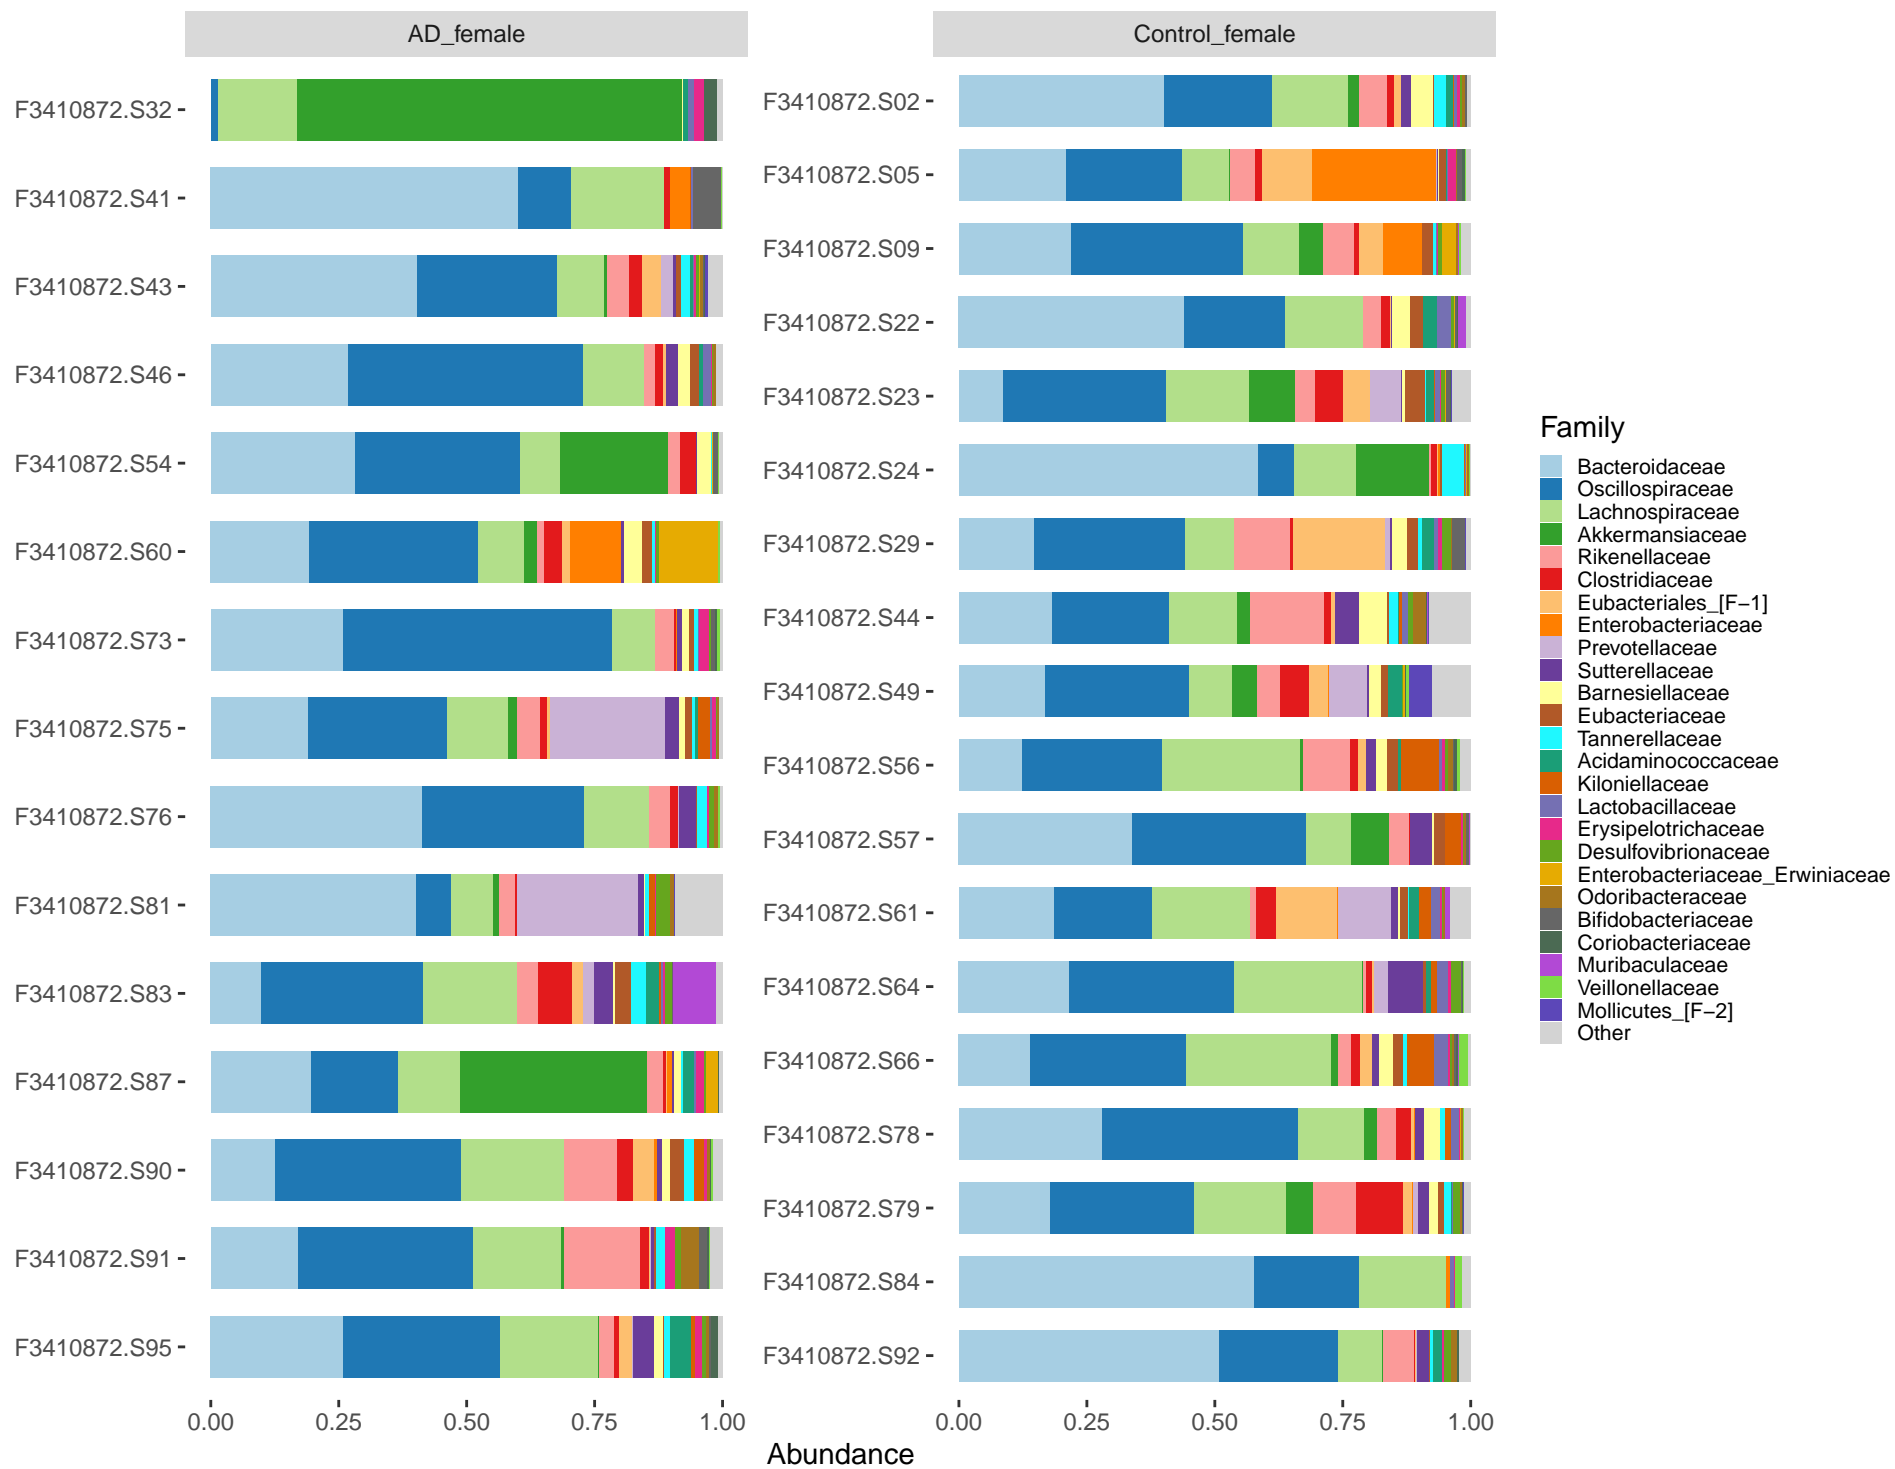 AD_female
F3410872.S32
F3410872.S41
F3410872.S43
F3410872.S46
F3410872.S54
F3410872.S60
F3410872.S73
F3410872.S75
F3410872.S76
F3410872.S81
F3410872.S83
F3410872.S87
F3410872.S90
F3410872.S91
F3410872.S95
0.00 0.25 0.50 0.75 1.00
Control_female
F3410872.S02
F3410872.S05
F3410872.S09
F3410872.S22
F3410872.S23
F3410872.S24
F3410872.S29
F3410872.S44
F3410872.S49
F3410872.S56
F3410872.S57
F3410872.S61
F3410872.S64
F3410872.S66
F3410872.S78
F3410872.S79
F3410872.S84
F3410872.S92
0.00 0.25 0.50 0.75 1.00
Abundance
Family
Bacteroidaceae
Oscillospiraceae
Lachnospiraceae
Akkermansiaceae
Rikenellaceae
Clostridiaceae
Eubacteriales_[F−1]
Enterobacteriaceae
Prevotellaceae
Sutterellaceae
Barnesiellaceae
Eubacteriaceae
Tannerellaceae
Acidaminococcaceae
Kiloniellaceae
Lactobacillaceae
Erysipelotrichaceae
Desulfovibrionaceae
Enterobacteriaceae_Erwiniaceae
Odoribacteraceae
Bifidobacteriaceae
Coriobacteriaceae
Muribaculaceae
Veillonellaceae
Mollicutes_[F−2]
Other